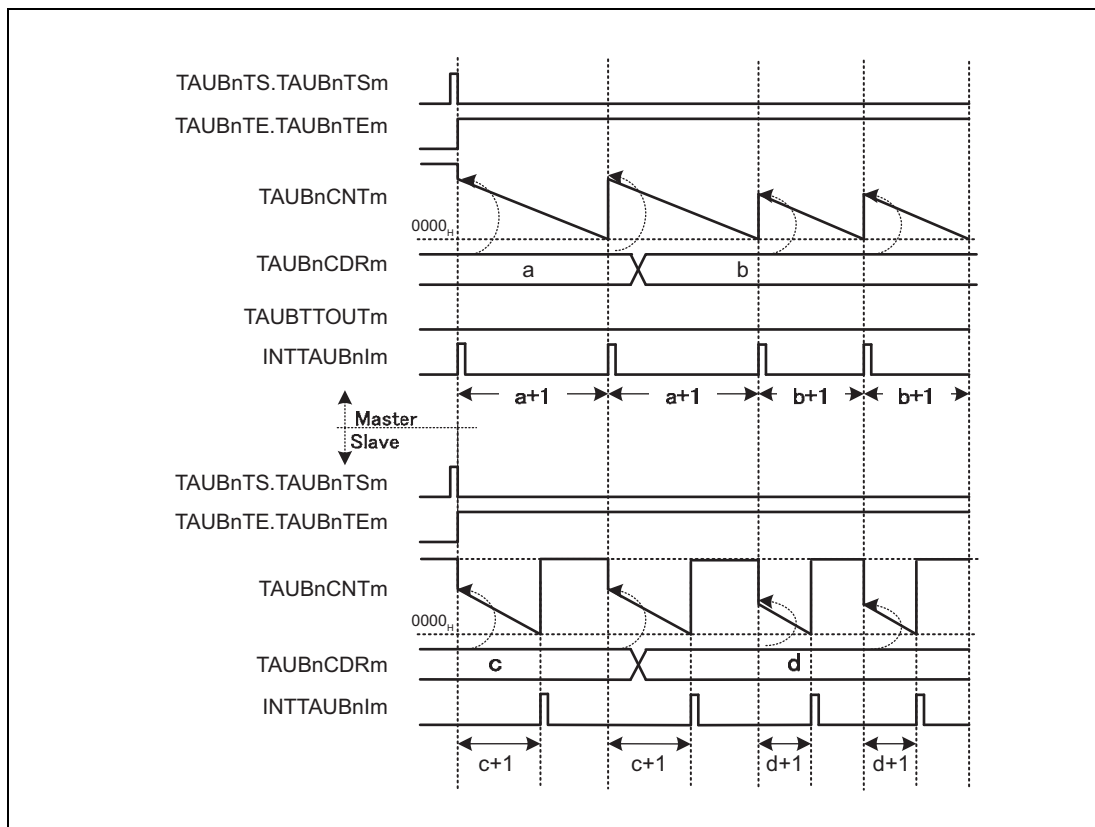 TAUBnTS.TAUBnTSm
TAUBnTE.TAUBnTEm
TAUBnCNTm
0000H
TAUBnCDRm
a
b
TAUBTTOUTm
INTTAUBnIm
a+1
a+1
b+1
b+1
Master
Slave
TAUBnTS.TAUBnTSm
TAUBnTE.TAUBnTEm
TAUBnCNTm
0000H
TAUBnCDRm
c
d
INTTAUBnIm
c+1
c+1
d+1
d+1